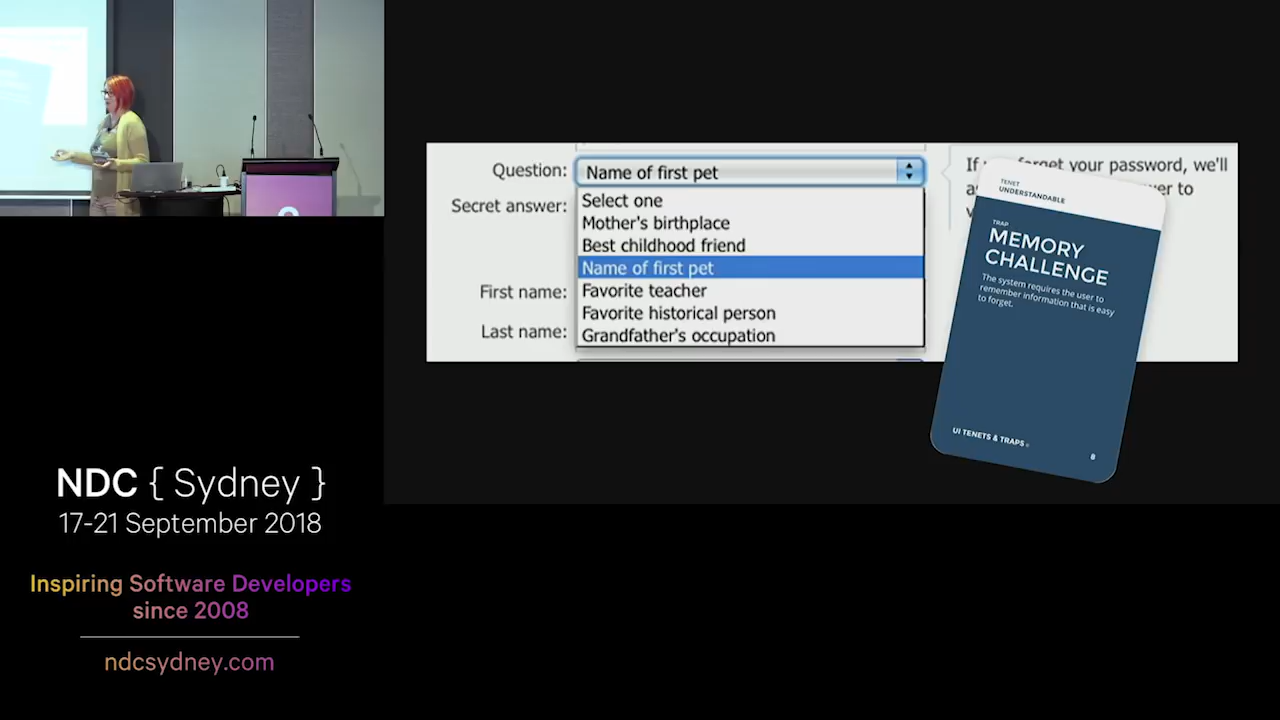 Question:
Name of first pet
Select one
Secret answer:
Mother's birthplace
Best childhood friend
Name of first pet
First name:
Favorite teacher
Favorite historical person
Last name:
Grandfather's occupation
If forget your password, we'll
to
TENET
UNDERSTANDABLE
TRAP
MEMORY
CHALLENGE
The system requires the user to
remember information that is easy
to forget.
UI TENETS & TRAPS
8
NDC { Sydney }
17-21 September 2018
Inspiring Software Developers
since 2008
ndcsydney.com